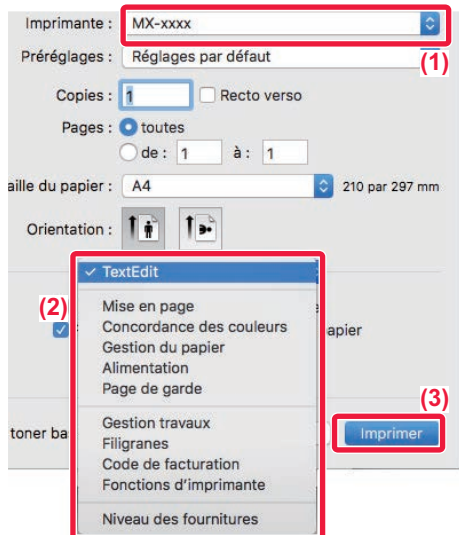 Imprimante : MX-xxxx
(1)
Préréglages : Réglages par défaut
Copies : 1 Recto verso
Pages : toutes
de : 1 à : 1
aille du papier : A4 210 par 297 mm
Orientation :
✓ TextEdit
(2)
Mise en page
Concordance des couleurs
apier
Gestion du papier
Alimentation
Page de garde
(3)
Gestion travaux
toner ba
Imprimer
Filigranes
Code de facturation
Fonctions d'imprimante
Niveau des fournitures